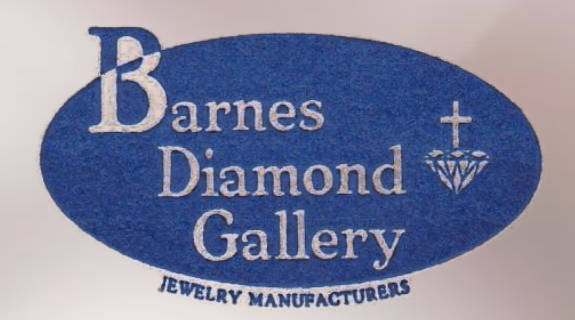 Barnes
Diamond
Gallery
JEWELRY MANUFACTURERS